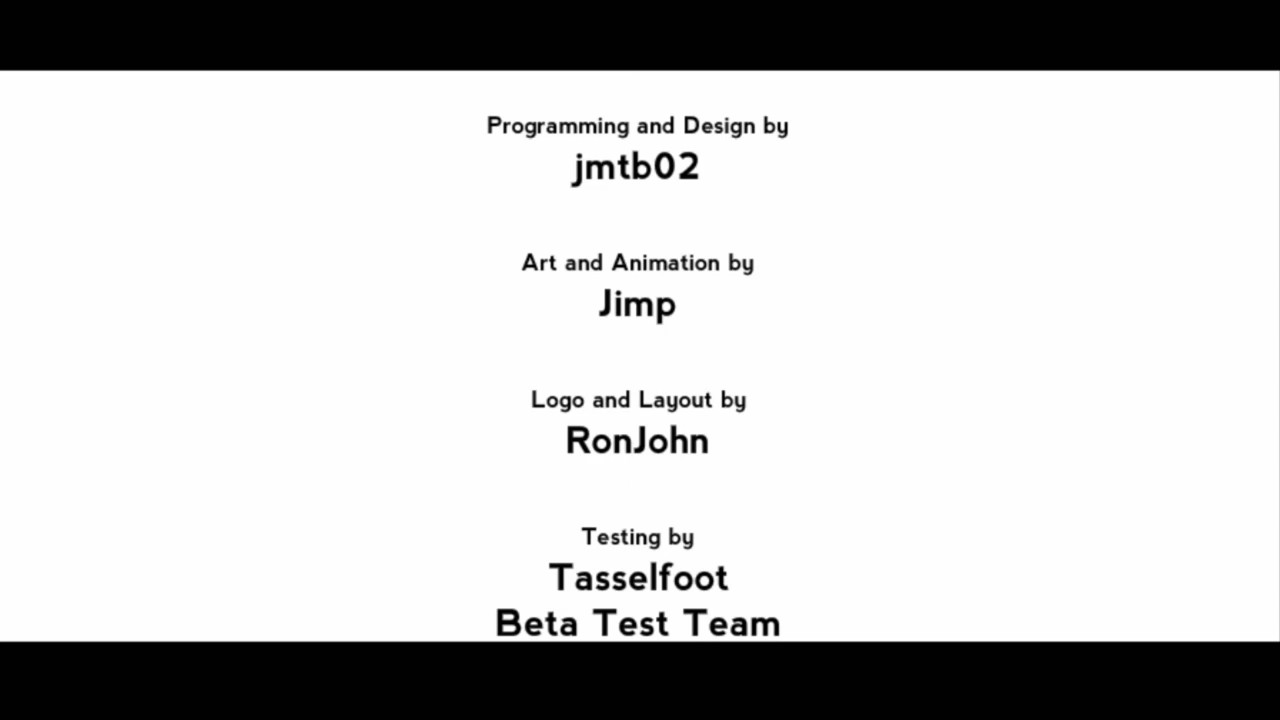 Programming and Design by
jmtb02
Art and Animation by
Jimp
Logo and Layout by
RonJohn
Testing by
Tasselfoot
Beta Test Team